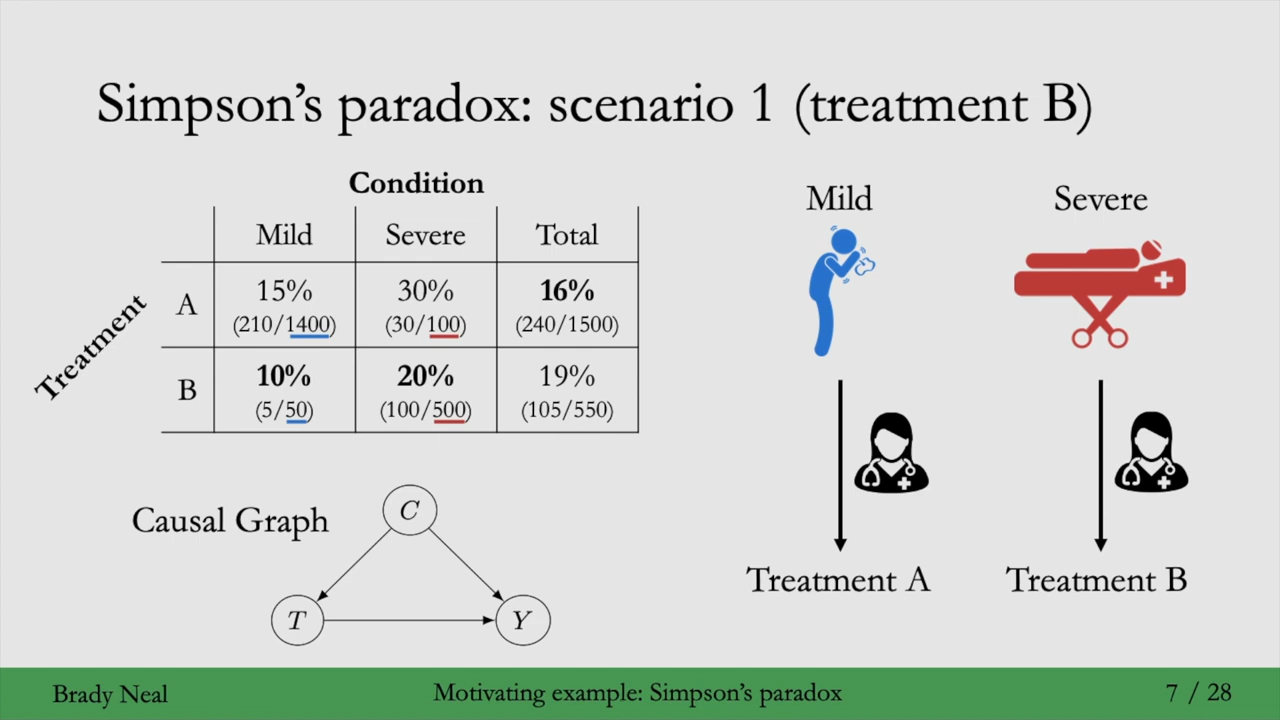 Simpson’s paradox: scenario 1 (treatment B)
Condition
Mild Severe Total
Treatment
A 15% 30% 16%
(210/1400) (30/100) (240/1500)
B 10% 20% 19%
(5/50) (100/500) (105/550)
Causal Graph
C
T Y
Mild Severe
Treatment A Treatment B
Brady Neal Motivating example: Simpson’s paradox 7 / 28